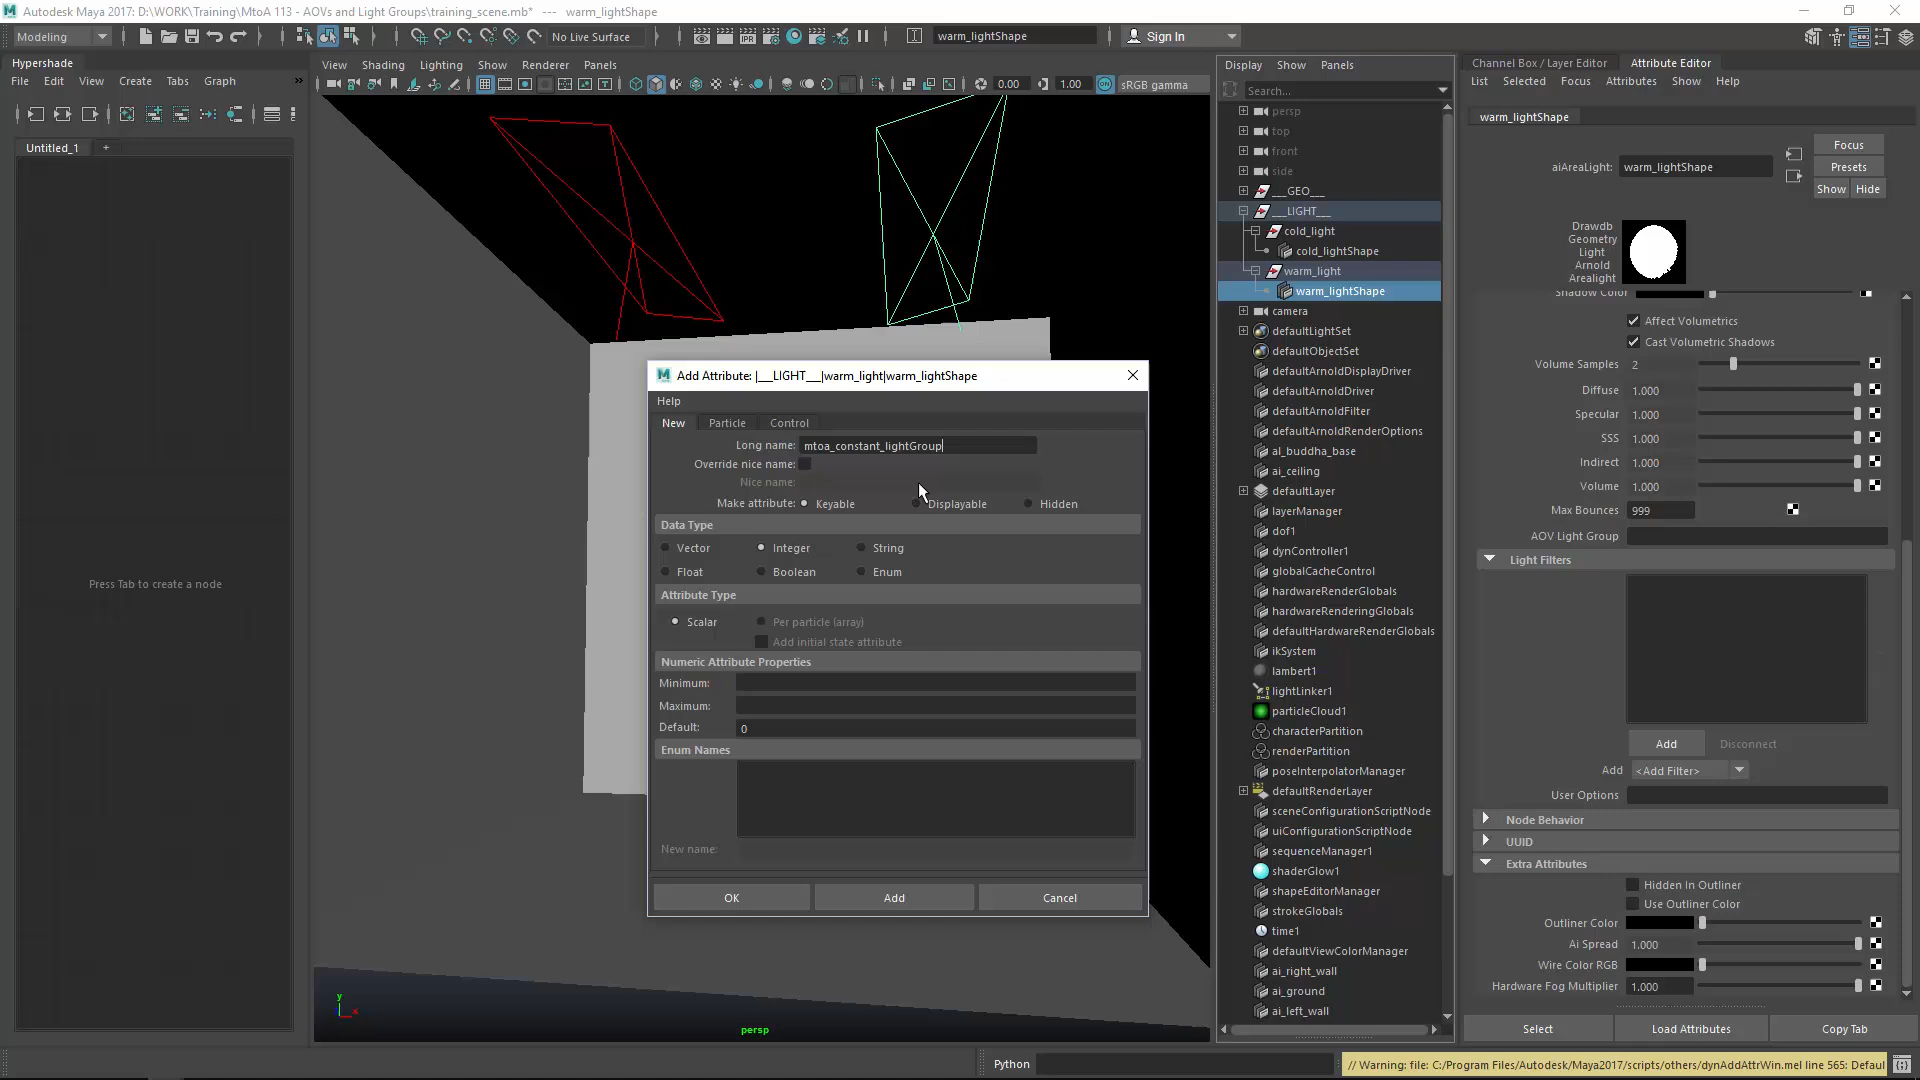 Autodesk Maya 2017: D:\WORK\Training\MtoA 113 - AOVs and Light Groups\training_scene.mb* --- warm_lightShape
Modeling
No Live Surface
warm_lightShape
Sign In
Hypershade
File Edit View Create Tabs Graph »
Untitled_1 +
Press Tab to create a node
View Shading Lighting Show Renderer Panels
0.00
1.00
sRGB gamma
persp
y
x
Add Attribute: |___LIGHT___|warm_light|warm_lightShape
Help
New Particle Control
Long name: mtoa_constant_lightGroup
Override nice name:
Nice name:
Make attribute: Keyable Displayable Hidden
Data Type
Vector Integer String
Float Boolean Enum
Attribute Type
Scalar Per particle (array)
Add initial state attribute
Numeric Attribute Properties
Minimum:
Maximum:
Default: 0
Enum Names
New name:
OK Add Cancel
Display Show Panels
Search...
persp
top
front
side
___GEO___
___LIGHT___
cold_light
cold_lightShape
warm_light
warm_lightShape
camera
defaultLightSet
defaultObjectSet
defaultArnoldDisplayDriver
defaultArnoldDriver
defaultArnoldFilter
defaultArnoldRenderOptions
al_buddha_base
ai_ceiling
defaultLayer
layerManager
dof1
dynController1
globalCacheControl
hardwareRenderGlobals
hardwareRenderingGlobals
defaultHardwareRenderGlobals
ikSystem
lambert1
lightLinker1
particleCloud1
characterPartition
renderPartition
poseInterpolatorManager
defaultRenderLayer
sceneConfigurationScriptNode
uiConfigurationScriptNode
sequenceManager1
shaderGlow1
shapeEditorManager
strokeGlobals
time1
defaultViewColorManager
ai_right_wall
ai_ground
ai_left_wall
Channel Box / Layer Editor Attribute Editor
List Selected Focus Attributes Show Help
warm_lightShape
aiAreaLight: warm_lightShape
Focus
Presets
Show Hide
Drawdb
Geometry
Light
Arnold
Arealight
Shadow Color
Affect Volumetrics
Cast Volumetric Shadows
Volume Samples 2
Diffuse 1.000
Specular 1.000
SSS 1.000
Indirect 1.000
Volume 1.000
Max Bounces 999
AOV Light Group
Light Filters
Add Disconnect
Add <Add Filter>
User Options
Node Behavior
UUID
Extra Attributes
Hidden In Outliner
Use Outliner Color
Outliner Color
Ai Spread 1.000
Wire Color RGB
Hardware Fog Multiplier 1.000
Select Load Attributes Copy Tab
Python
// Warning: file: C:/Program Files/Autodesk/Maya2017/scripts/others/dynAddAttrWin.mel line 565: Defaul